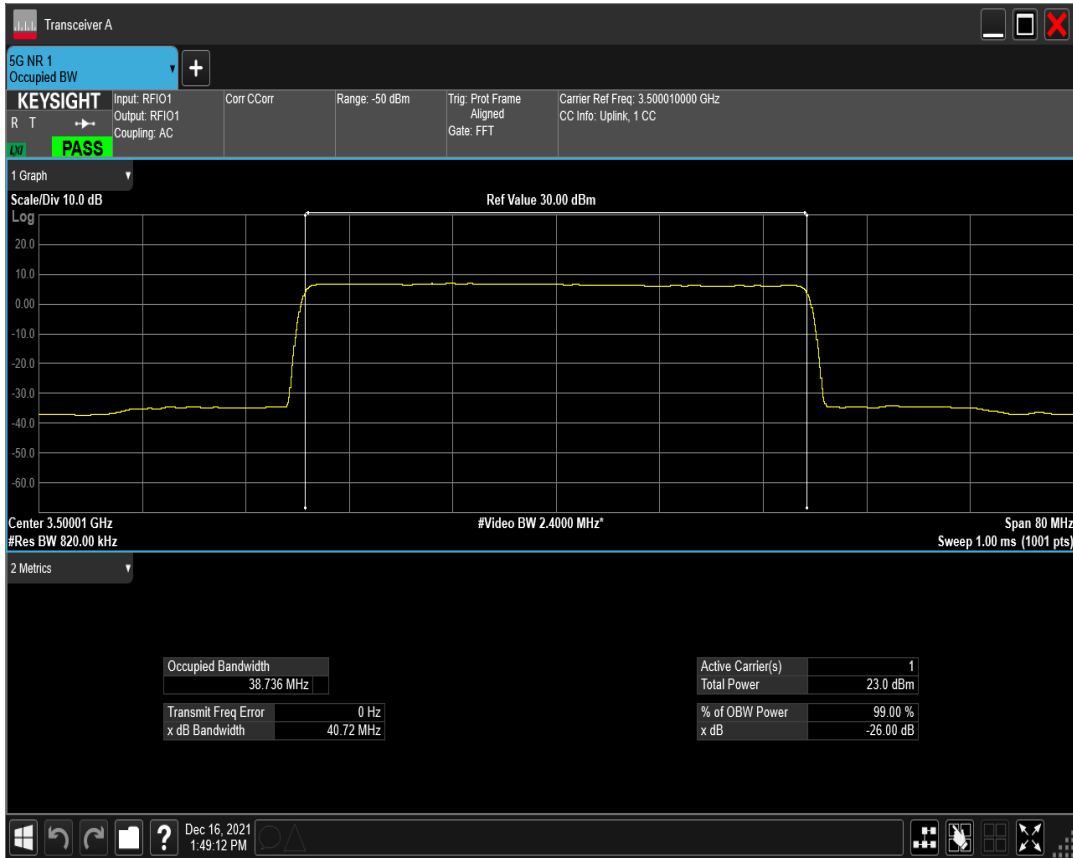 Transceiver A
5G NR 1
Occupied BW
KEYSIGHT
R T
LXI
PASS
Input: RFIO1
Output: RFIO1
Coupling: AC
Corr CCorr
Range: -50 dBm
Trig: Prot Frame
Aligned
Gate: FFT
Carrier Ref Freq: 3.500010000 GHz
CC Info: Uplink, 1 CC
1 Graph
Scale/Div 10.0 dB
Ref Value 30.00 dBm
Log
20.0
10.0
0.00
-10.0
-20.0
-30.0
-40.0
-50.0
-60.0
Center 3.50001 GHz
#Video BW 2.4000 MHz*
Span 80 MHz
#Res BW 820.00 kHz
Sweep 1.00 ms (1001 pts)
2 Metrics
Occupied Bandwidth
38.736 MHz
Transmit Freq Error 0 Hz
x dB Bandwidth 40.72 MHz
Active Carrier(s) 1
Total Power 23.0 dBm
% of OBW Power 99.00 %
x dB -26.00 dB
?
Dec 16, 2021
1:49:12 PM